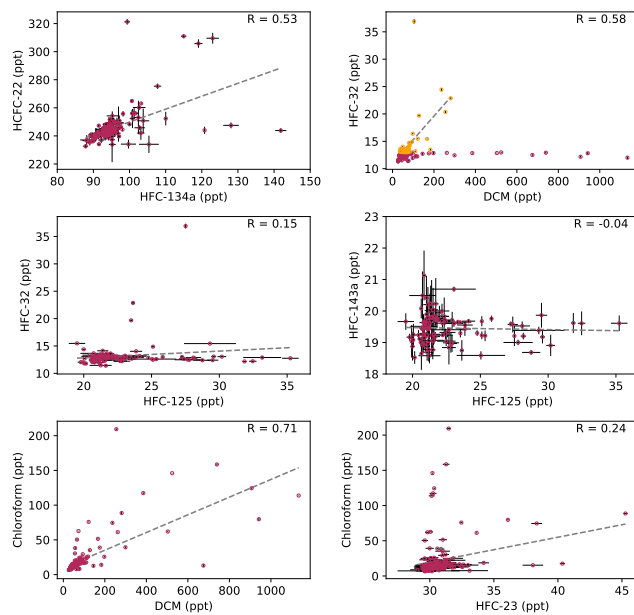 R = 0.53
HCFC-22 (ppt)
320
300
280
260
240
220
80 90 100 110 120 130 140 150
HFC-134a (ppt)
R = 0.58
HFC-32 (ppt)
35
30
25
20
15
10
0 200 400 600 800 1000
DCM (ppt)
R = 0.15
HFC-32 (ppt)
35
30
25
20
15
10
20 25 30 35
HFC-125 (ppt)
R = -0.04
HFC-143a (ppt)
23
22
21
20
19
18
20 25 30 35
HFC-125 (ppt)
R = 0.71
Chloroform (ppt)
200
150
100
50
0
0 200 400 600 800 1000
DCM (ppt)
R = 0.24
Chloroform (ppt)
200
150
100
50
0
30 35 40 45
HFC-23 (ppt)